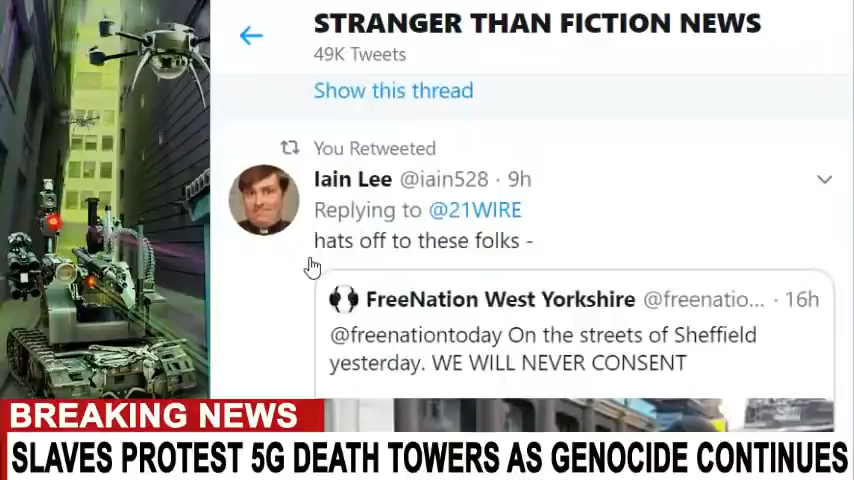 STRANGER THAN FICTION NEWS
49K Tweets
Show this thread
You Retweeted
Iain Lee @iain528 · 9h
Replying to @21WIRE
hats off to these folks -
FreeNation West Yorkshire @freenatio... · 16h
@freenationtoday On the streets of Sheffield
yesterday. WE WILL NEVER CONSENT
BREAKING NEWS
SLAVES PROTEST 5G DEATH TOWERS AS GENOCIDE CONTINUES